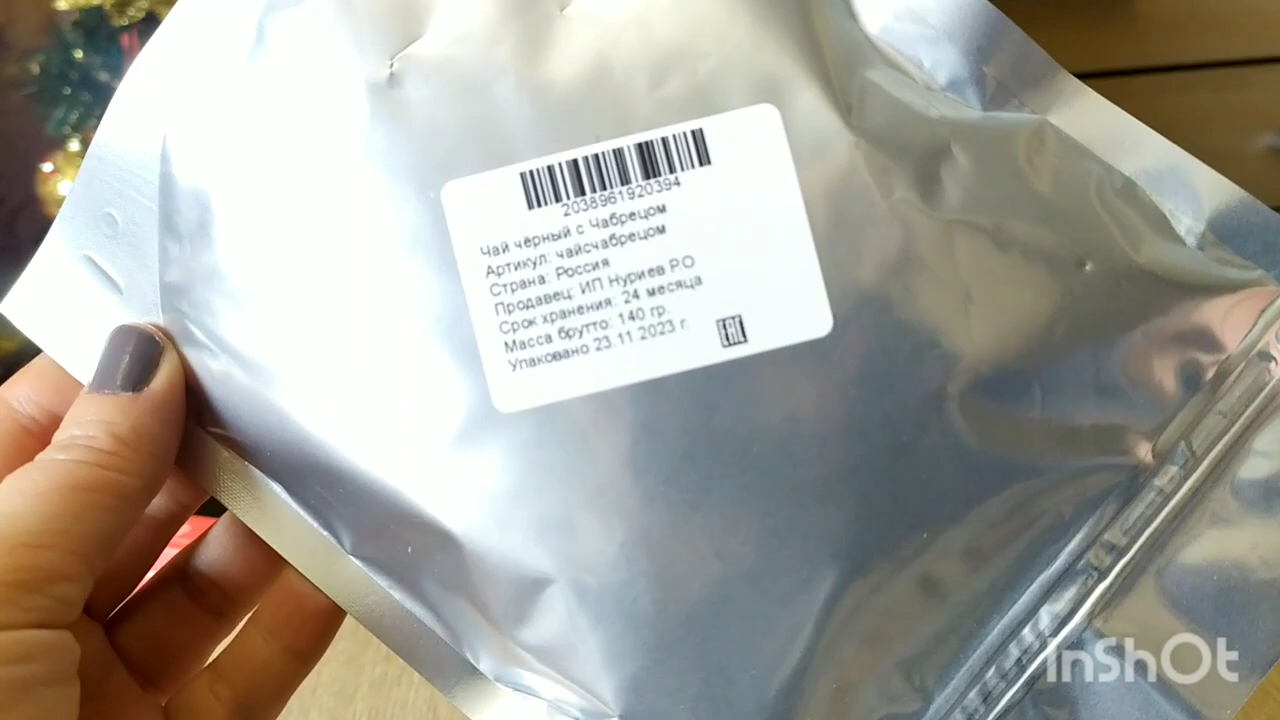 2038961920394
Чай чёрный с Чабрецом
Артикул: чайсчабрецом
Страна: Россия
Продавец: ИП Нуриев Р.О
Срок хранения: 24 месяца
Масса брутто: 140 гр.
Упаковано 23.11.2023 г.
EAC
InShOt